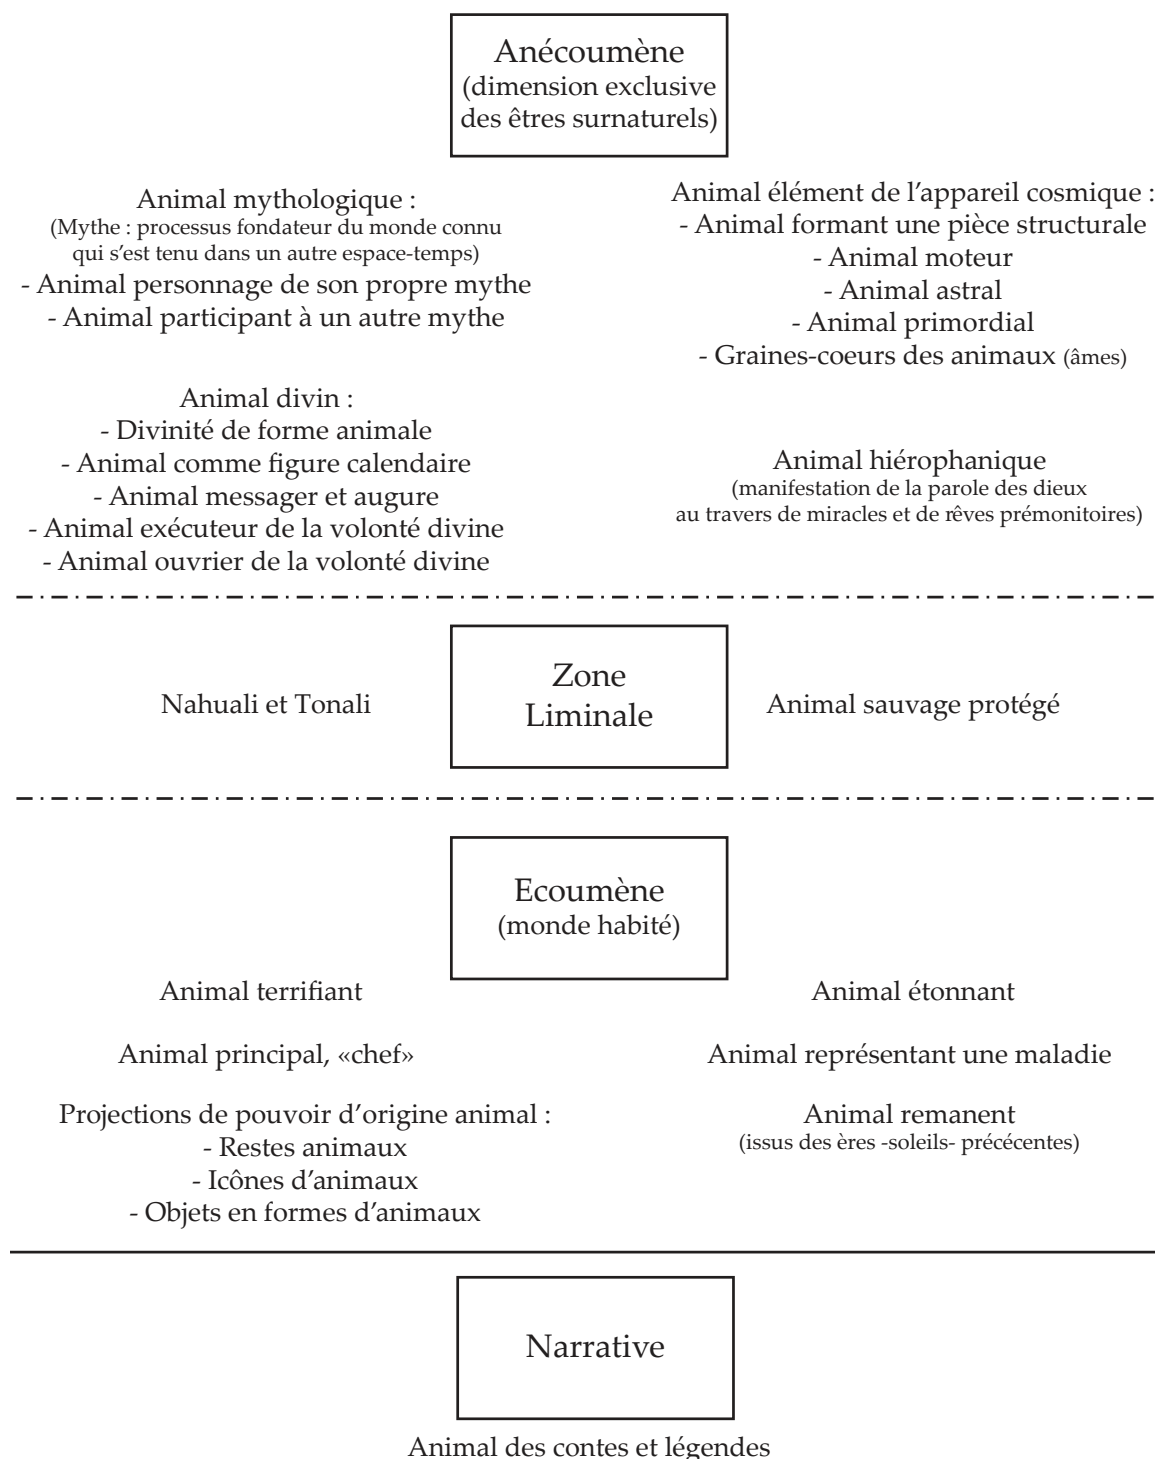 Anécoumène
(dimension exclusive
des êtres surnaturels)
Animal mythologique :
(Mythe : processus fondateur du monde connu
qui s'est tenu dans un autre espace-temps)
- Animal personnage de son propre mythe
- Animal participant à un autre mythe
Animal divin :
- Divinité de forme animale
- Animal comme figure calendaire
- Animal messager et augure
- Animal exécuteur de la volonté divine
- Animal ouvrier de la volonté divine
Animal élément de l'appareil cosmique :
- Animal formant une pièce structurale
- Animal moteur
- Animal astral
- Animal primordial
- Graines-coeurs des animaux (âmes)
Animal hiérophanique
(manifestation de la parole des dieux
au travers de miracles et de rêves prémonitoires)
Zone
Liminale
Nahuali et Tonali
Animal sauvage protégé
Ecoumène
(monde habité)
Animal terrifiant
Animal principal, «chef»
Projections de pouvoir d'origine animal :
- Restes animaux
- Icônes d'animaux
- Objets en formes d'animaux
Animal étonnant
Animal représentant une maladie
Animal remanent
(issus des ères -soleils- précécentes)
Narrative
Animal des contes et légendes